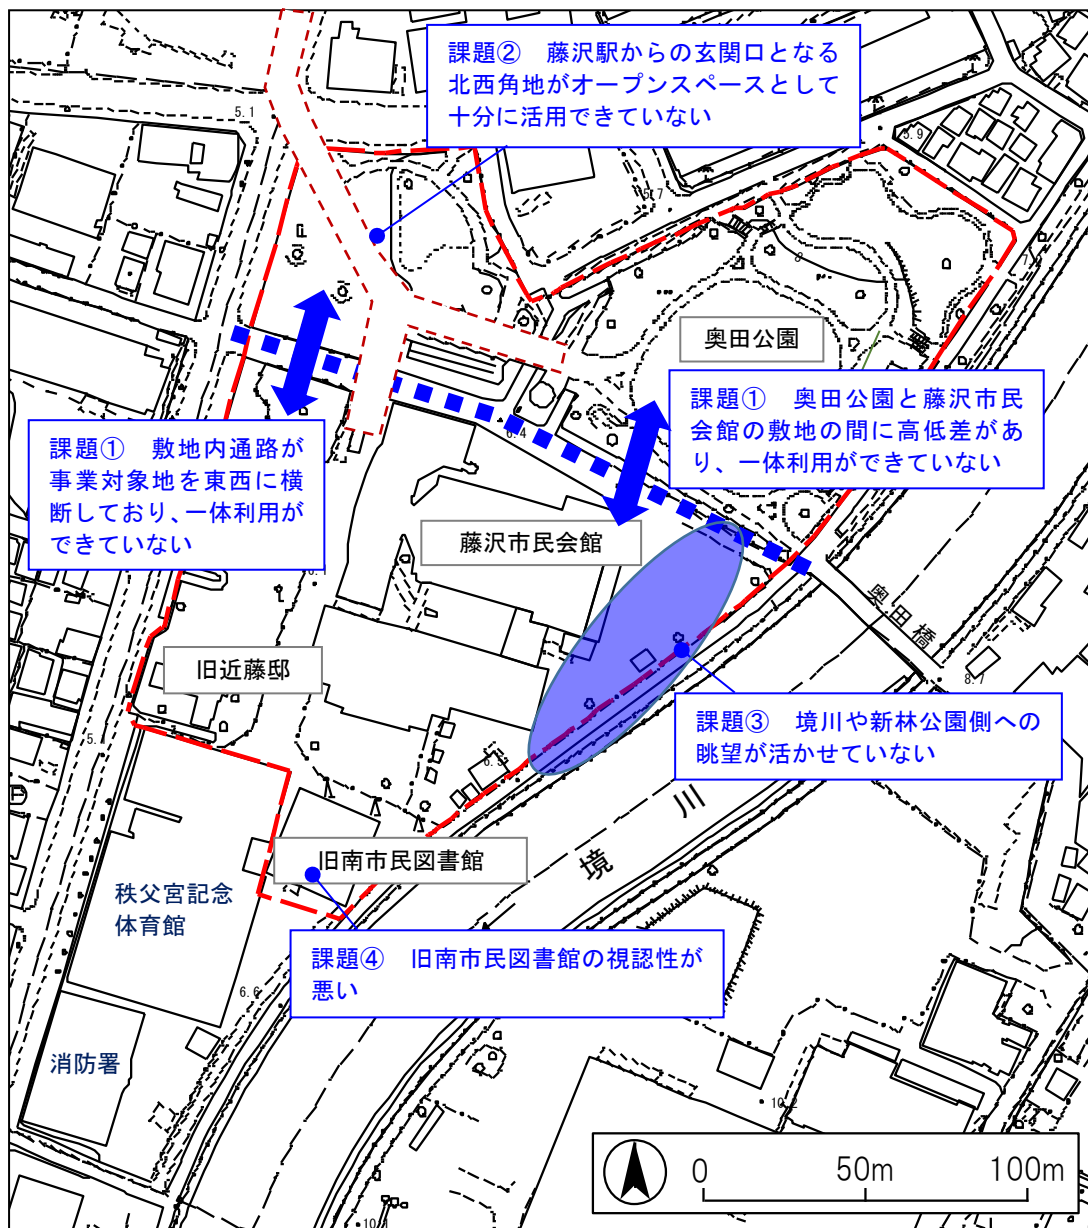 課題②　藤沢駅からの玄関口となる
北西角地がオープンスペースとして
十分に活用できていない
5.1
5.9
5.7
奥田公園
課題①　奥田公園と藤沢市民
会館の敷地の間に高低差があ
り、一体利用ができていない
課題①　敷地内通路が
事業対象地を東西に横
断しており、一体利用が
できていない
6.4
藤沢市民会館
奥田橋
8.7
旧近藤邸
課題③　境川や新林公園側への
眺望が活かせていない
境川
旧南市民図書館
秩父宮記念
体育館
課題④　旧南市民図書館の視認性が
悪い
6.6
消防署
10.2
10.1
0
50m
100m